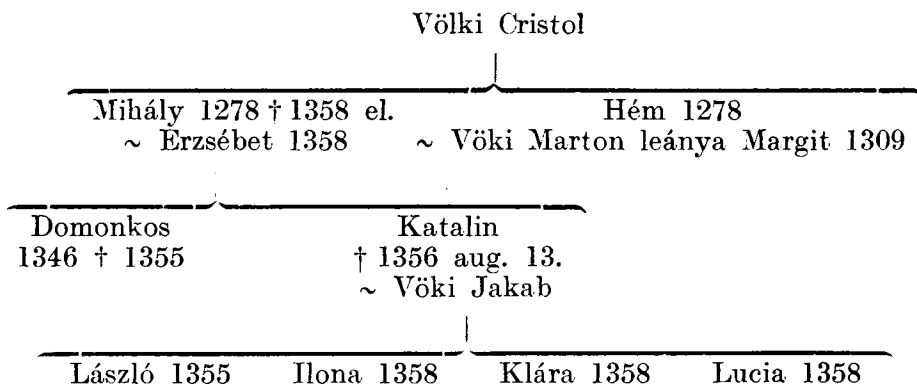 Völki Cristol
Mihály 1278 † 1358 el. Hém 1278
~ Erzsébet 1358 ~ Vöki Marton leánya Margit 1309
Domonkos Katalin
1346 † 1355 † 1356 aug. 13.
~ Vöki Jakab
László 1355 Ilona 1358 Klára 1358 Lucia 1358